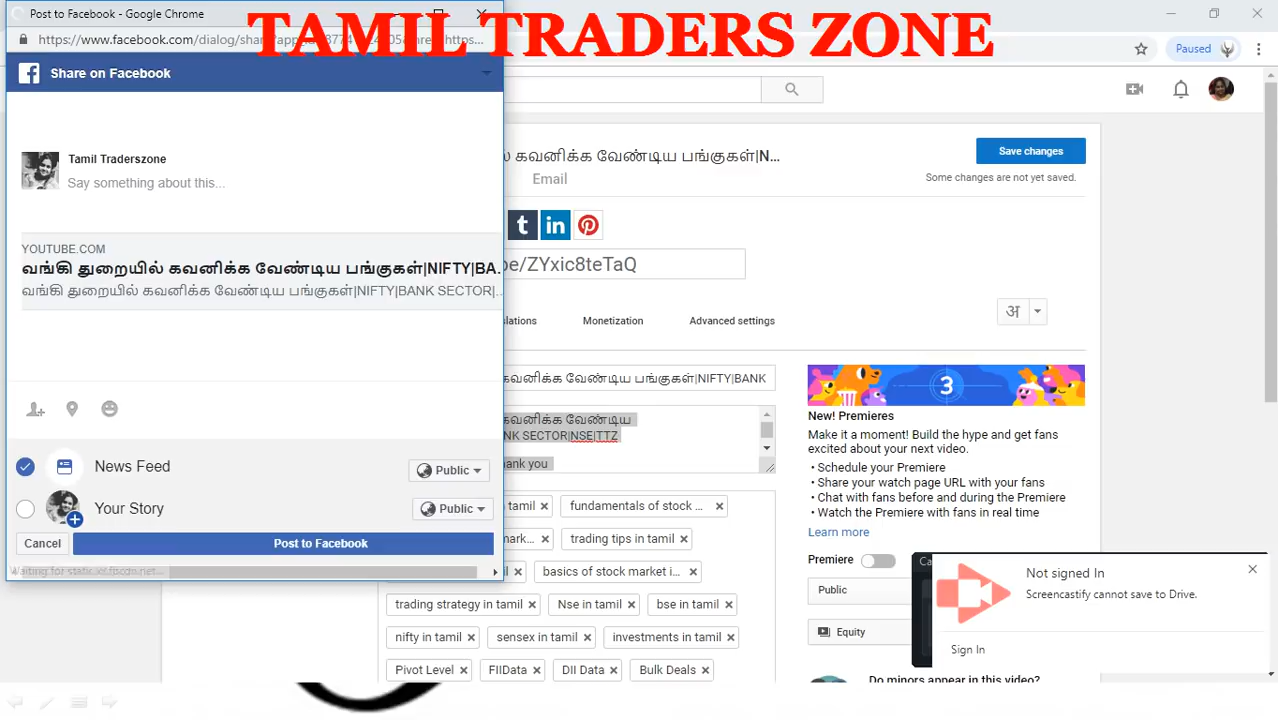 Post to Facebook - Google Chrome
TAMIL TRADERS ZONE
Paused
Share on Facebook
Tamil Traderszone
Say something about this...
YOUTUBE.COM
வங்கி துறையில் கவனிக்க வேண்டிய பங்குகள்|NIFTY|BA...
வங்கி துறையில் கவனிக்க வேண்டிய பங்குகள்|NIFTY|BANK SECTOR|...
News Feed
Public
Your Story
Public
Cancel
Post to Facebook
ல் கவனிக்க வேண்டிய பங்குகள்|N...
Save changes
Email
Some changes are not yet saved.
be/ZYxic8teTaQ
Monetization
Advanced settings
अ
கவனிக்க வேண்டிய பங்குகள்|NIFTY|BANK
கவனிக்க வேண்டிய
NK SECTOR|NSE|TTZ
hank you
3
New! Premieres
Make it a moment! Build the hype and get fans
excited about your next video.
• Schedule your Premiere
• Share your watch page URL with your fans
• Chat with fans before and during the Premiere
• Watch the Premiere with fans in real time
Learn more
Premiere
Public
Equity
Do minors appear in this video?
tamil × fundamentals of stock ... ×
mark... × trading tips in tamil ×
il × basics of stock market i... ×
trading strategy in tamil × Nse in tamil × bse in tamil ×
nifty in tamil × sensex in tamil × investments in tamil ×
Pivot Level × FIIData × DII Data × Bulk Deals ×
Not signed In
Screencastify cannot save to Drive.
Sign In